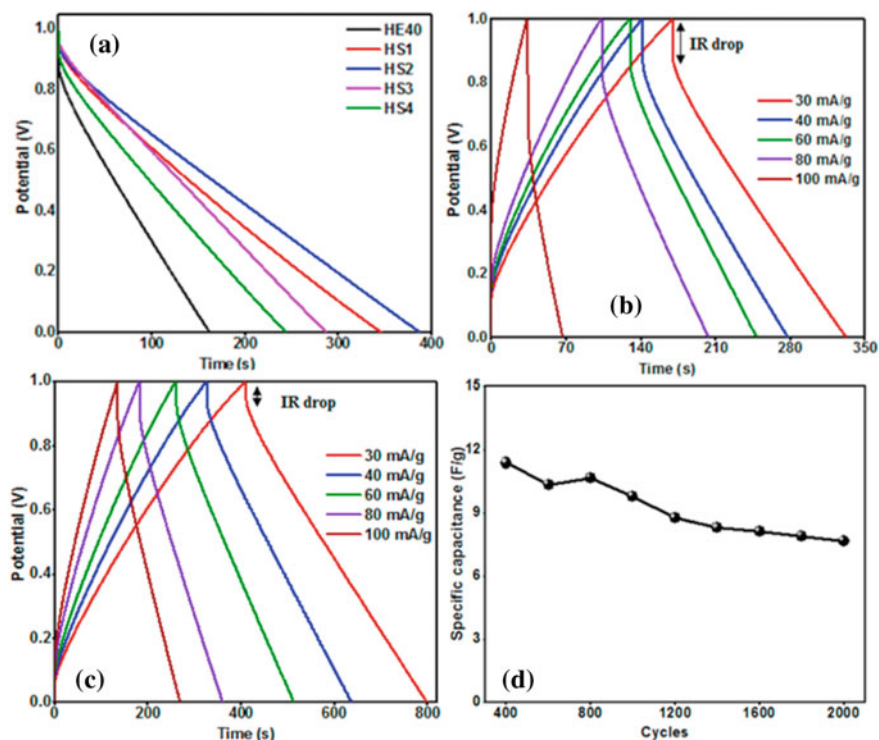 (a)
HE40
HS1
HS2
HS3
HS4
Potential (V)
1.0
0.8
0.6
0.4
0.2
0.0
100 200 300 400
Time (s)
(b)
IR drop
30 mA/g
40 mA/g
60 mA/g
80 mA/g
100 mA/g
Potential (V)
1.0
0.8
0.6
0.4
0.2
0.0
0 70 140 210 280 350
Time (s)
(c)
IR drop
30 mA/g
40 mA/g
60 mA/g
80 mA/g
100 mA/g
Potential (V)
1.0
0.8
0.6
0.4
0.2
0.0
0 200 400 600 800
Time (s)
(d)
Specific capacitance (F/g)
15
12
9
6
3
0
400 800 1200 1600 2000
Cycles